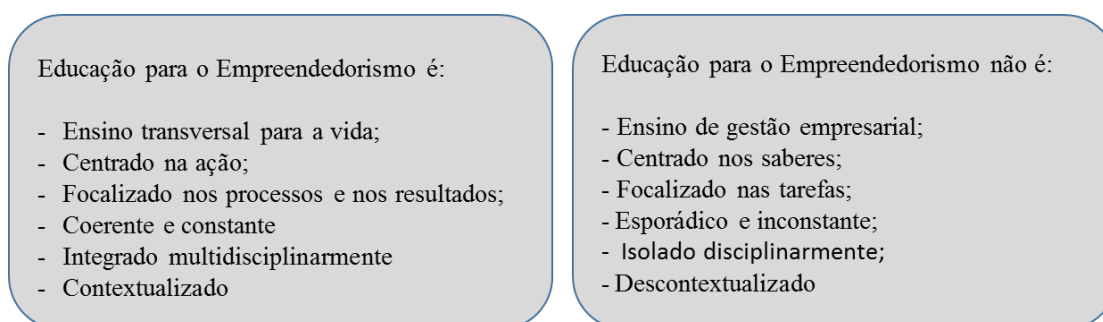 Educação para o Empreendedorismo é:
- Ensino transversal para a vida;
- Centrado na ação;
- Focalizado nos processos e nos resultados;
- Coerente e constante
- Integrado multidisciplinarmente
- Contextualizado
Educação para o Empreendedorismo não é:
- Ensino de gestão empresarial;
- Centrado nos saberes;
- Focalizado nas tarefas;
- Esporádico e inconstante;
- Isolado disciplinarmente;
- Descontextualizado